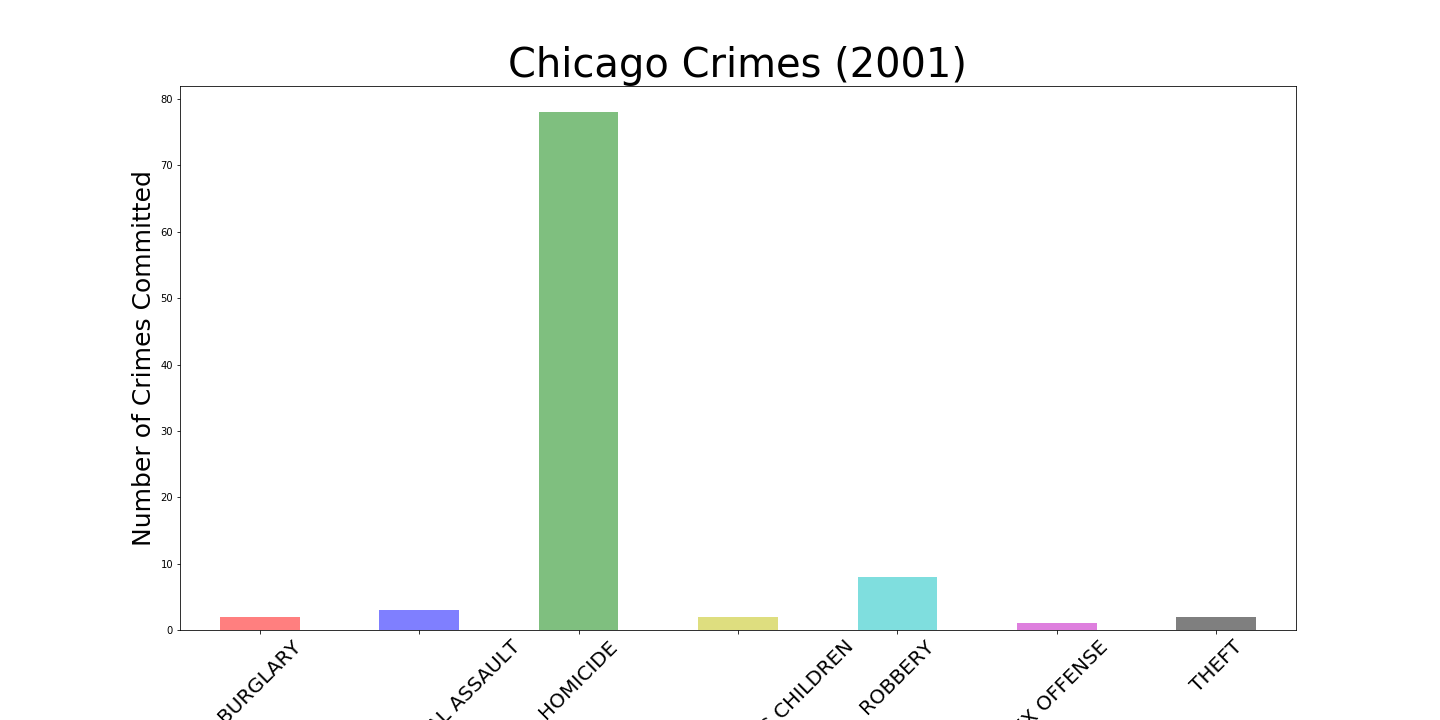 Chicago Crimes (2001)
Number of Crimes Committed
80
70
60
50
40
30
20
10
0
BURGLARY
ASSAULT
HOMICIDE
CHILDREN
ROBBERY
OFFENSE
THEFT